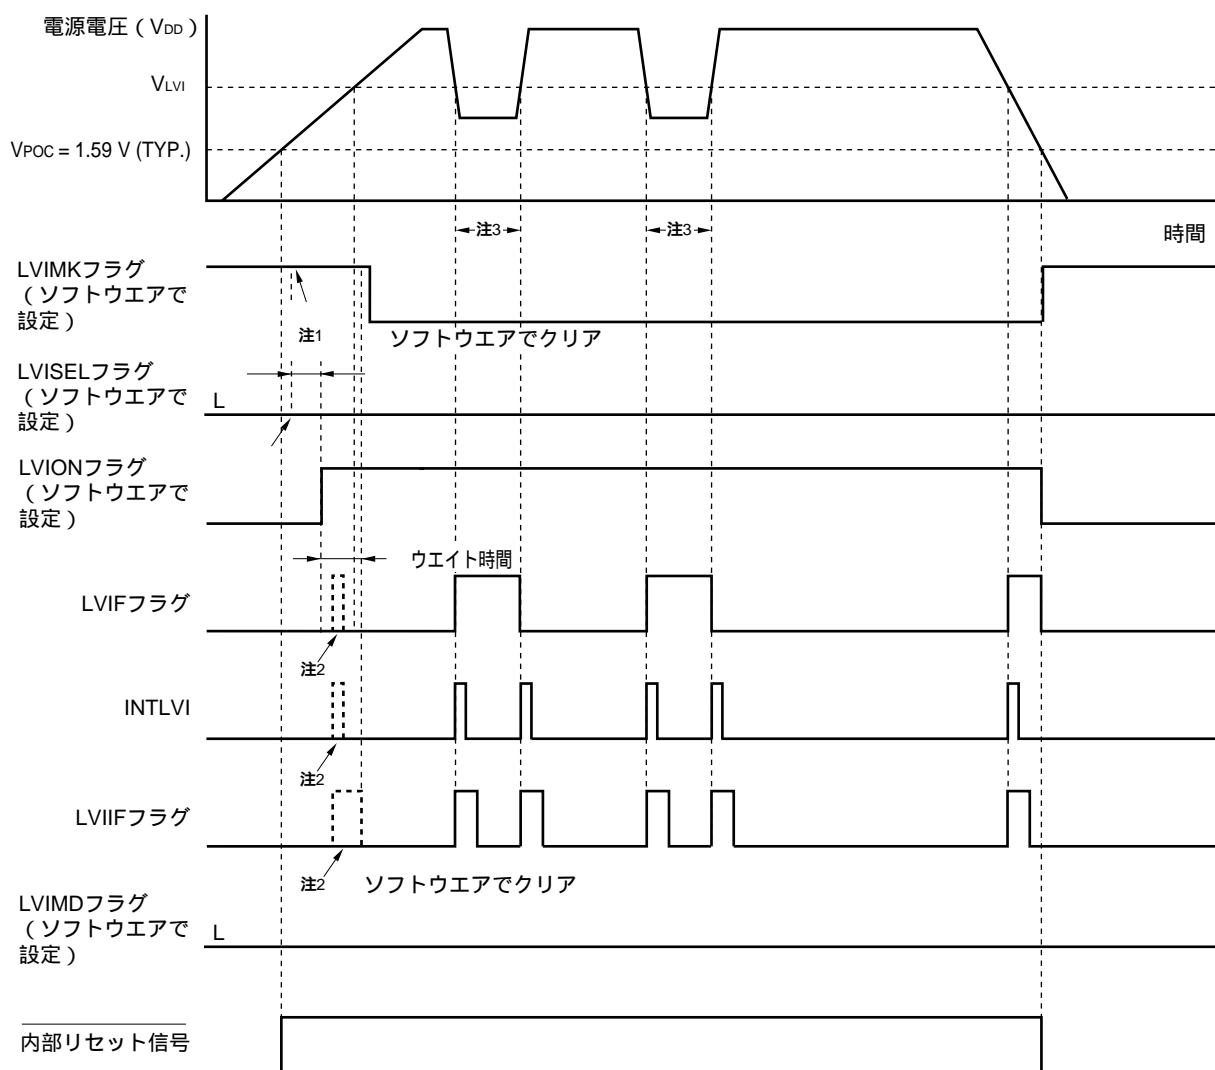 電源電圧（VDD）
VLVI
VPOC = 1.59 V (TYP.)
注3
注3
時間
LVIMKフラグ
（ソフトウエアで
設定）
注1
ソフトウエアでクリア
LVISELフラグ
（ソフトウエアで
設定）
L
LVIONフラグ
（ソフトウエアで
設定）
ウエイト時間
LVIFフラグ
注2
INTLVI
注2
LVIIFフラグ
注2
ソフトウエアでクリア
LVIMDフラグ
（ソフトウエアで
設定）
L
内部リセット信号